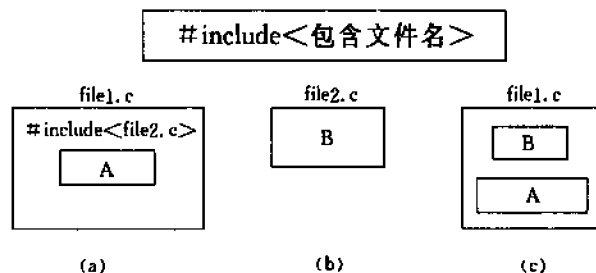 #include<包含文件名>
file1.c
file2.c
file1.c
#include<file2.c>
A
B
B
A
(a)
(b)
(c)